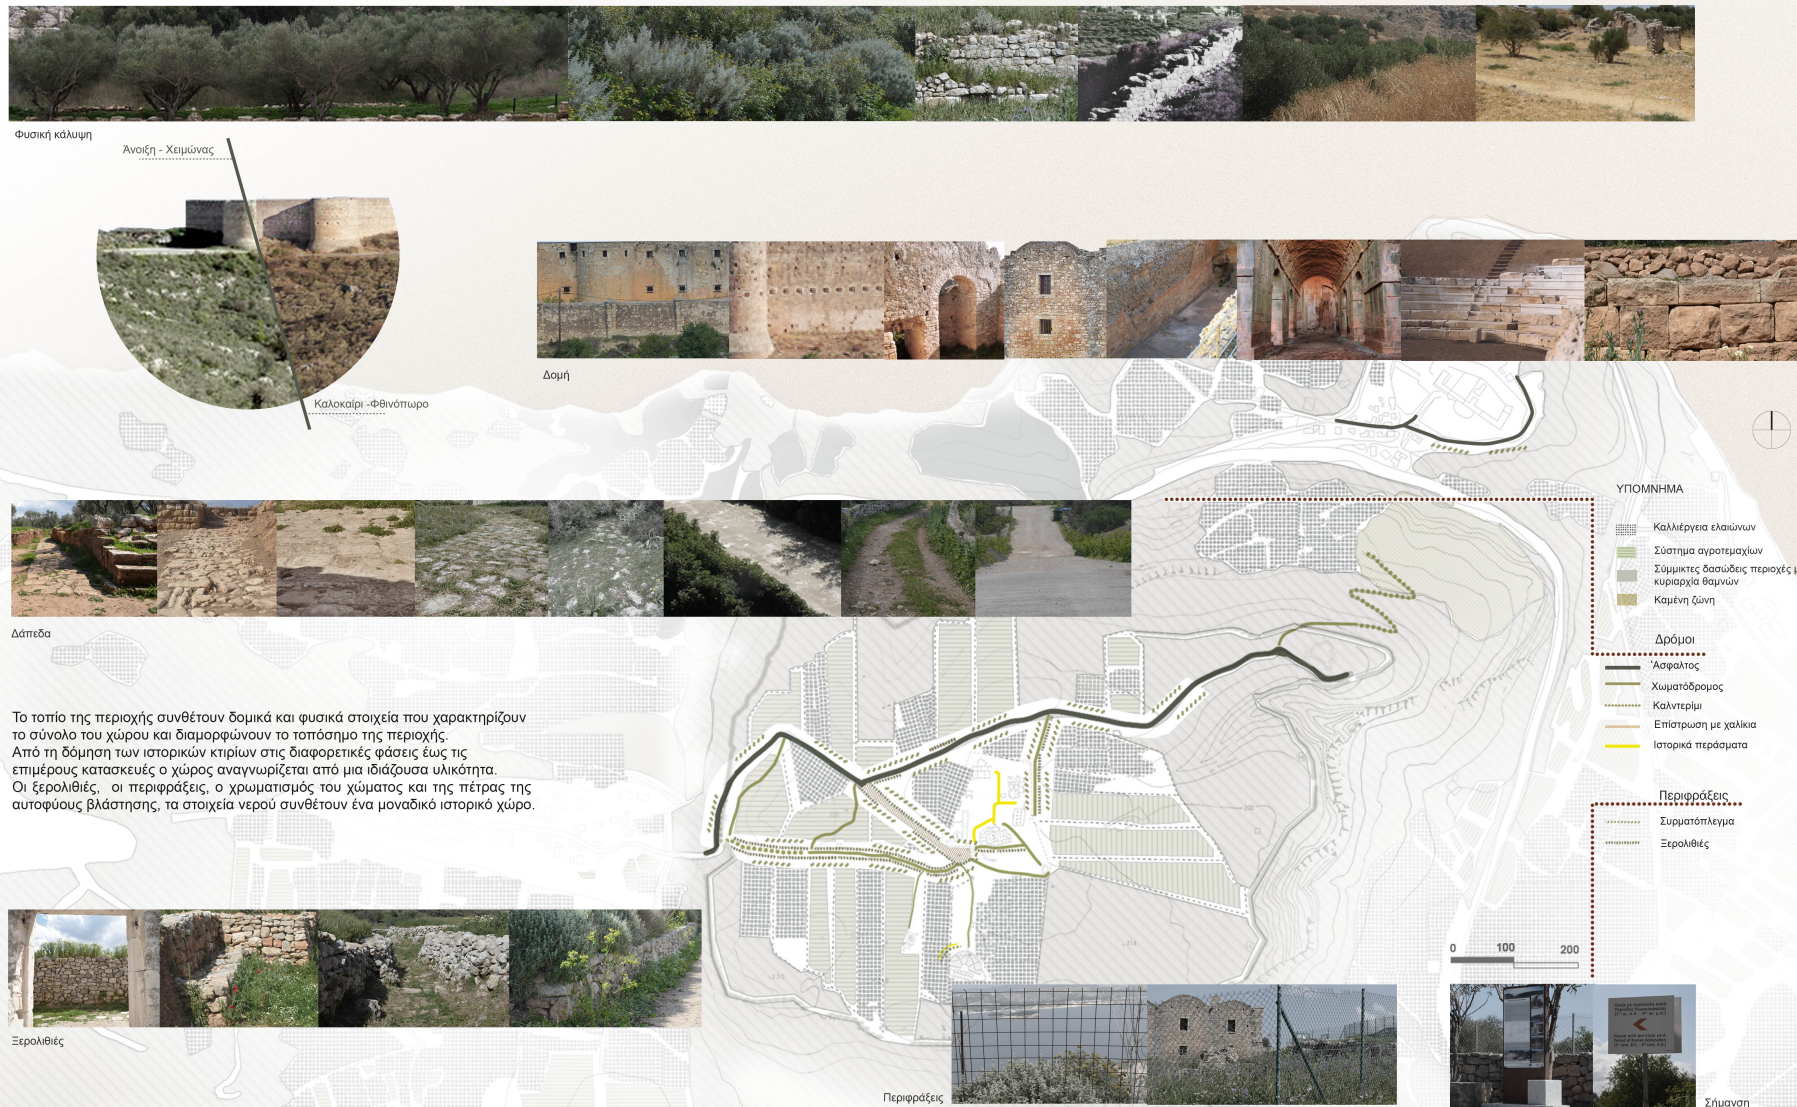 Φυσική κάλυψη
Άνοιξη - Χειμώνας
Καλοκαίρι -Φθινόπωρο
Δομή
Δάπεδα
Το τοπίο της περιοχής συνθέτουν δομικά και φυσικά στοιχεία που χαρακτηρίζουν
το σύνολο του χώρου και διαμορφώνουν το τοπόσημο της περιοχής.
Από τη δόμηση των ιστορικών κτιρίων στις διαφορετικές φάσεις έως τις
επιμέρους κατασκευές ο χώρος αναγνωρίζεται από μια ιδιάζουσα υλικότητα.
Οι ξερολιθιές, οι περιφράξεις, ο χρωματισμός του χώματος και της πέτρας της
αυτοφύους βλάστησης, τα στοιχεία νερού συνθέτουν ένα μοναδικό ιστορικό χώρο.
Ξερολιθιές
Περιφράξεις
Σήμανση
ΥΠΟΜΝΗΜΑ
Καλλιέργεια ελαιώνων
Σύστημα αγροτεμαχίων
Σύμμικτες δασώδεις περιοχές μ
κυριαρχία θαμνών
Καμένη ζώνη
Δρόμοι
Άσφαλτος
Χωματόδρομος
Καλντερίμι
Επίστρωση με χαλίκια
Ιστορικά περάσματα
Περιφράξεις
Συρματόπλεγμα
Ξερολιθιές
0 100 200